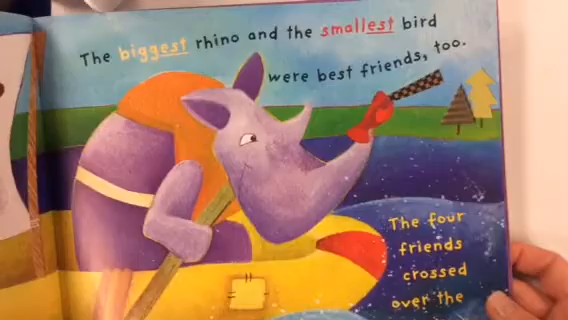 The biggest rhino and the smallest bird
were best friends, too.
The four
friends
crossed
over the